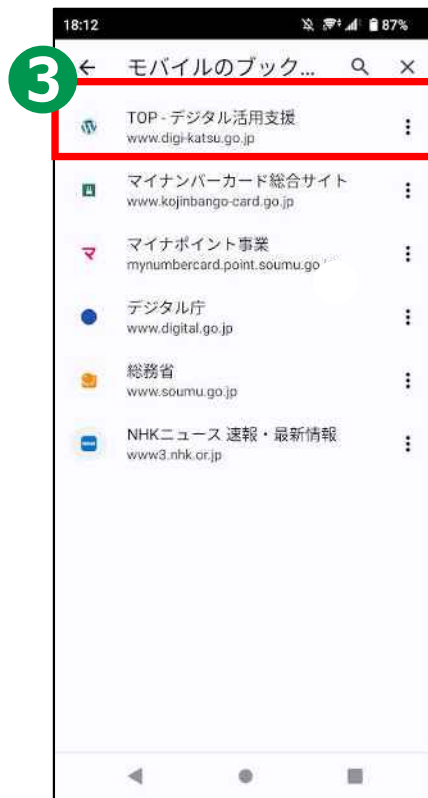 18:12 87%
3
モバイルのブック...
TOP - デジタル活用支援
www.digi-katsu.go.jp
マイナンバーカード総合サイト
www.kojinbango-card.go.jp
マイナポイント事業
mynumbercard.point.soumu.go
デジタル庁
www.digital.go.jp
総務省
www.soumu.go.jp
NHKニュース 速報・最新情報
www3.nhk.or.jp